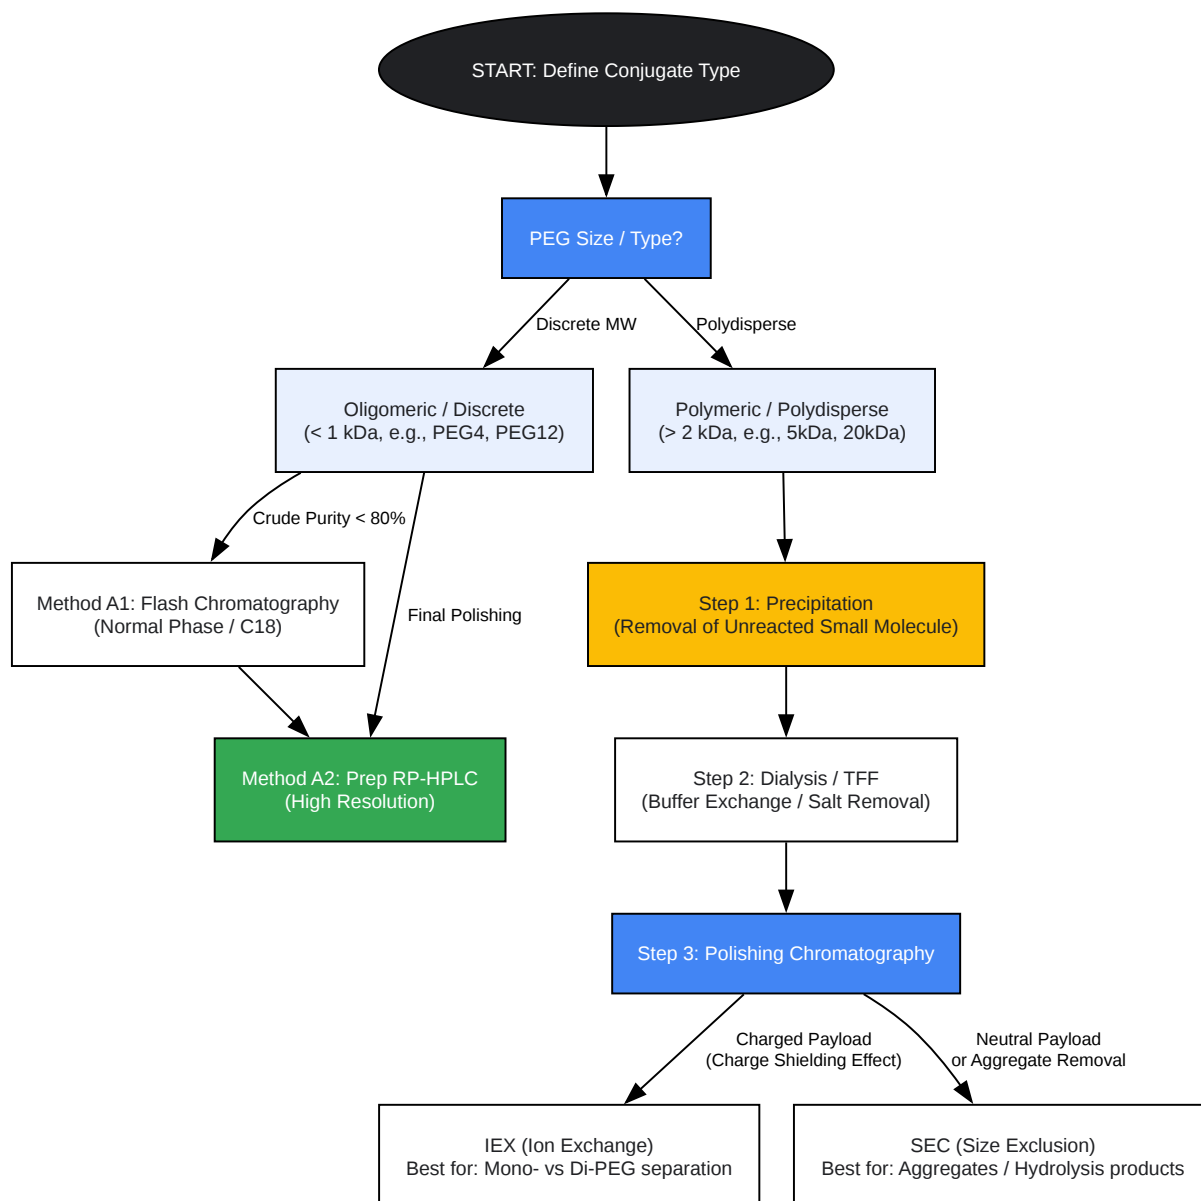 START: Define Conjugate Type
PEG Size / Type?
Discrete MW
Polydisperse
Oligomeric / Discrete
(< 1 kDa, e.g., PEG4, PEG12)
Polymeric / Polydisperse
(> 2 kDa, e.g., 5kDa, 20kDa)
Crude Purity < 80%
Method A1: Flash Chromatography
(Normal Phase / C18)
Final Polishing
Step 1: Precipitation
(Removal of Unreacted Small Molecule)
Method A2: Prep RP-HPLC
(High Resolution)
Step 2: Dialysis / TFF
(Buffer Exchange / Salt Removal)
Step 3: Polishing Chromatography
Charged Payload
(Charge Shielding Effect)
Neutral Payload
or Aggregate Removal
IEX (Ion Exchange)
Best for: Mono- vs Di-PEG separation
SEC (Size Exclusion)
Best for: Aggregates / Hydrolysis products